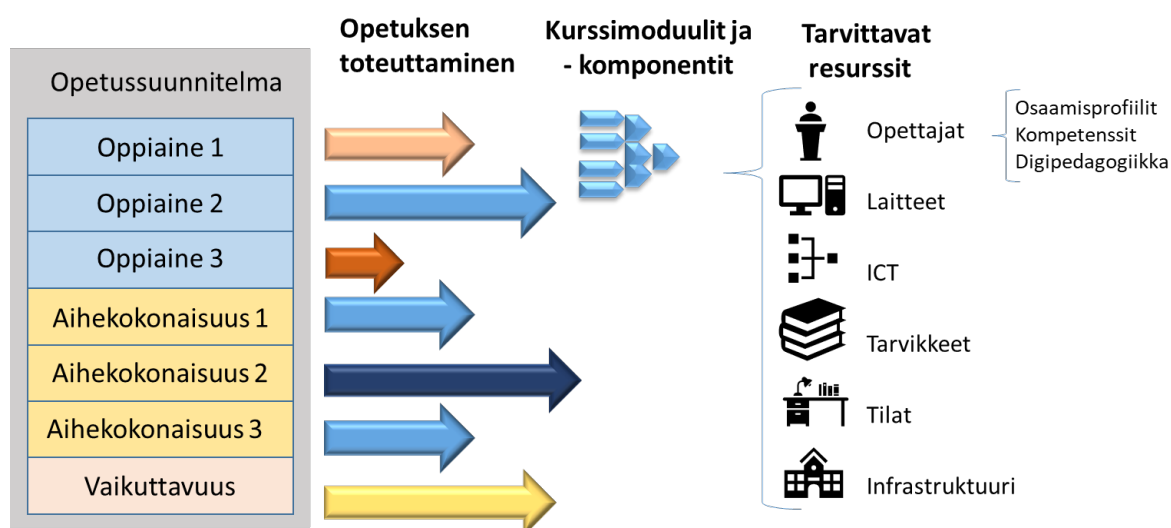 Opetuksen
toteuttaminen
Kurssimoduulit ja
- komponentit
Tarvittavat
resurssit
Opetussuunnitelma
Oppiaine 1
Oppiaine 2
Oppiaine 3
Aihekokonaisuus 1
Aihekokonaisuus 2
Aihekokonaisuus 3
Vaikuttavuus
Opettajat
Laitteet
ICT
Tarvikkeet
Tilat
Infrastruktuuri
Osaamisprofiilit
Kompetenssit
Digipedagogiikka